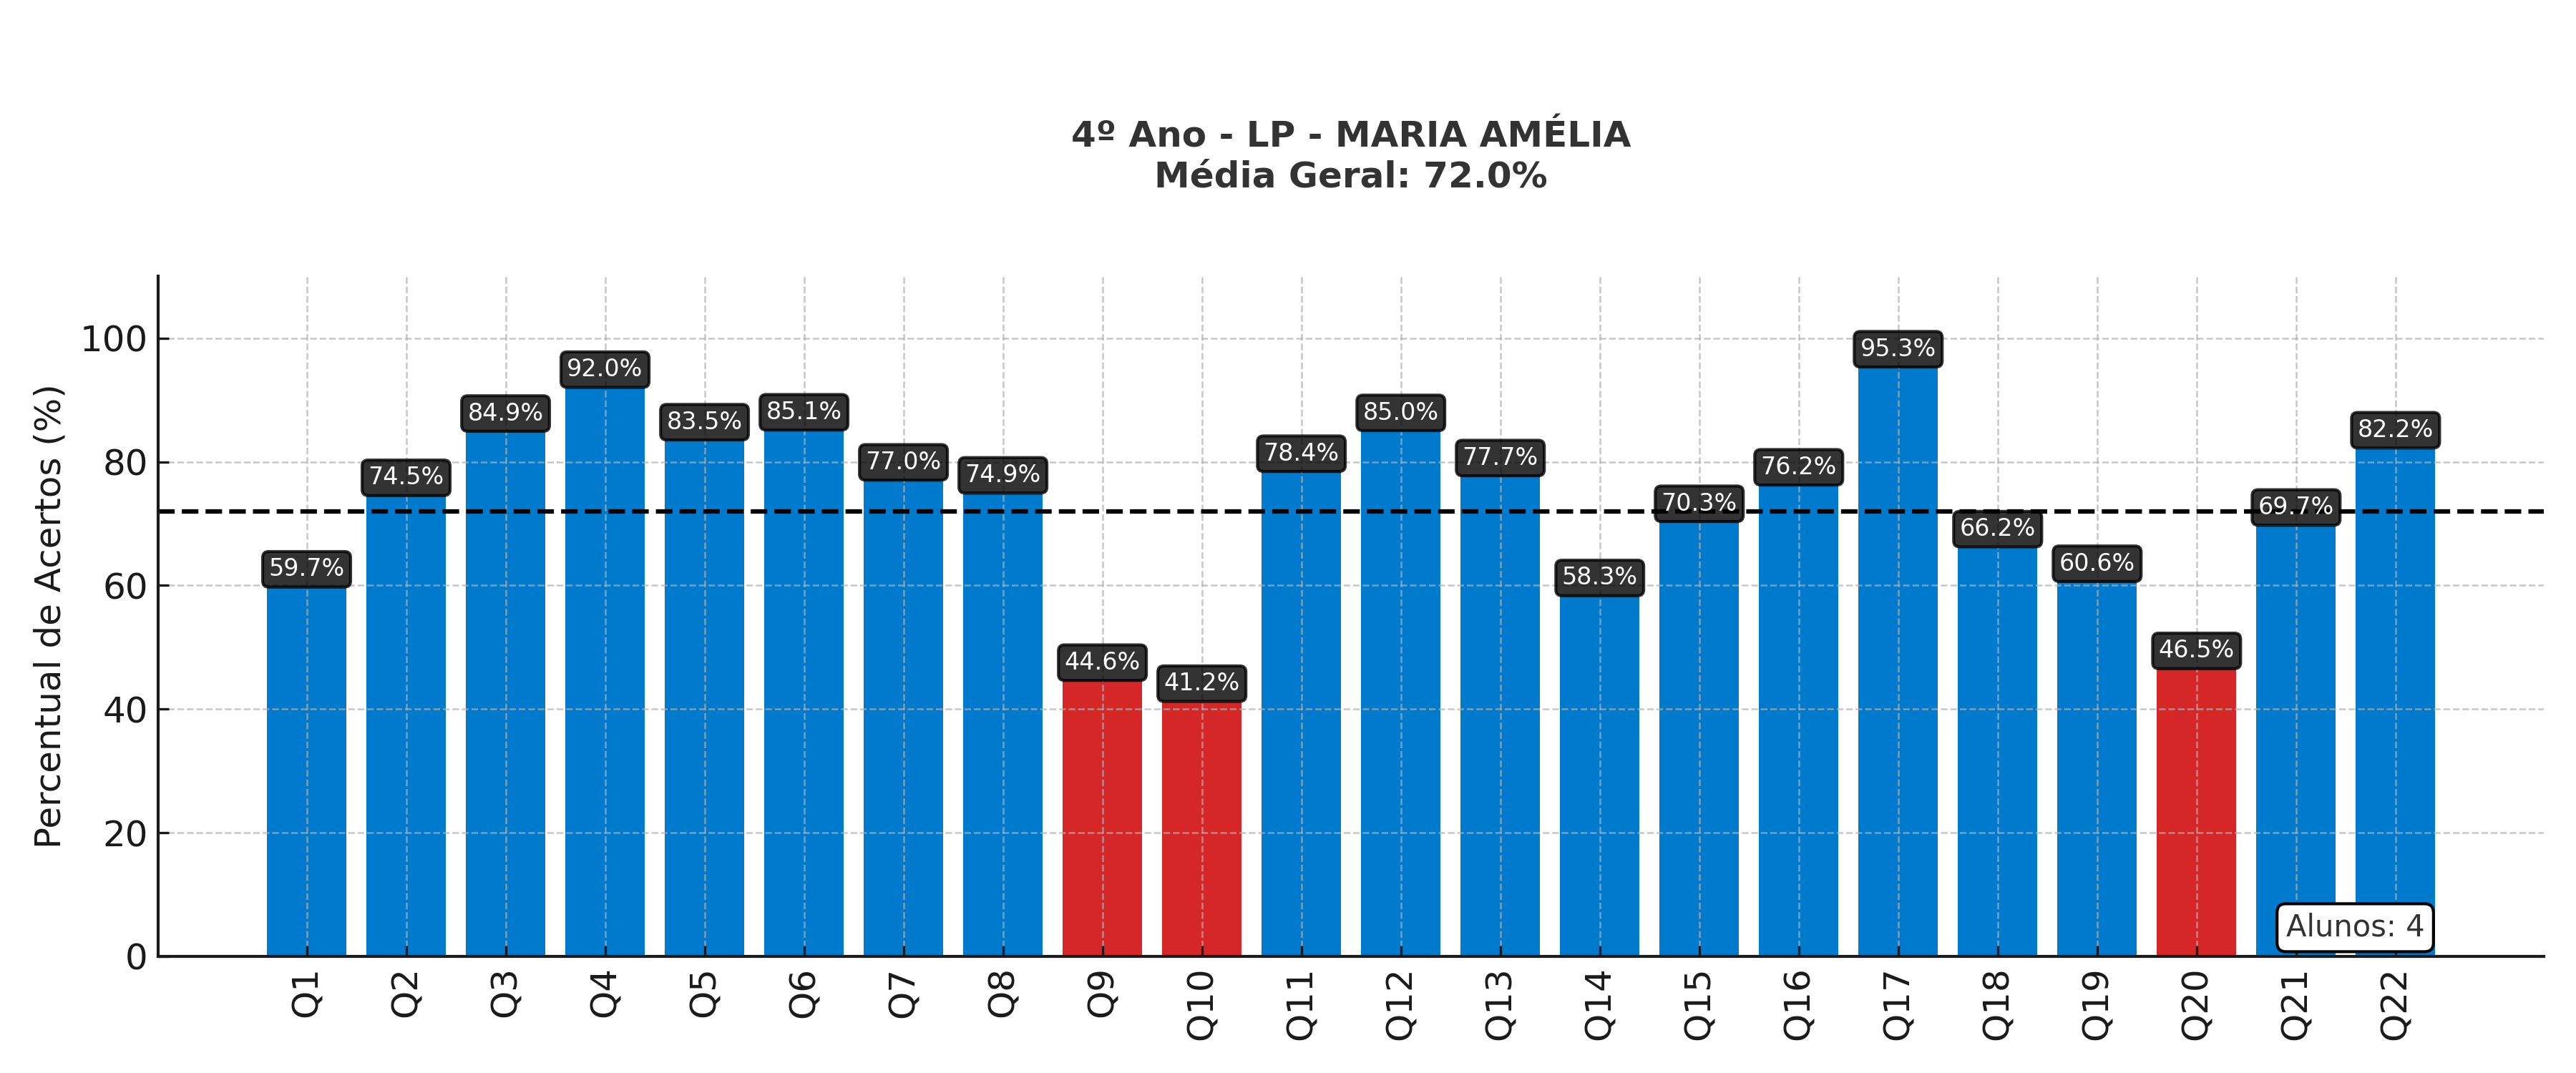 4º Ano - LP - MARIA AMÉLIA
Média Geral: 72.0%
Percentual de Acertos (%)
100
80
60
40
20
0
59.7%
74.5%
84.9%
92.0%
83.5%
85.1%
77.0%
74.9%
44.6%
41.2%
78.4%
85.0%
77.7%
58.3%
70.3%
76.2%
95.3%
66.2%
60.6%
46.5%
69.7%
82.2%
Alunos: 4
Q1
Q2
Q3
Q4
Q5
Q6
Q7
Q8
Q9
Q10
Q11
Q12
Q13
Q14
Q15
Q16
Q17
Q18
Q19
Q20
Q21
Q22